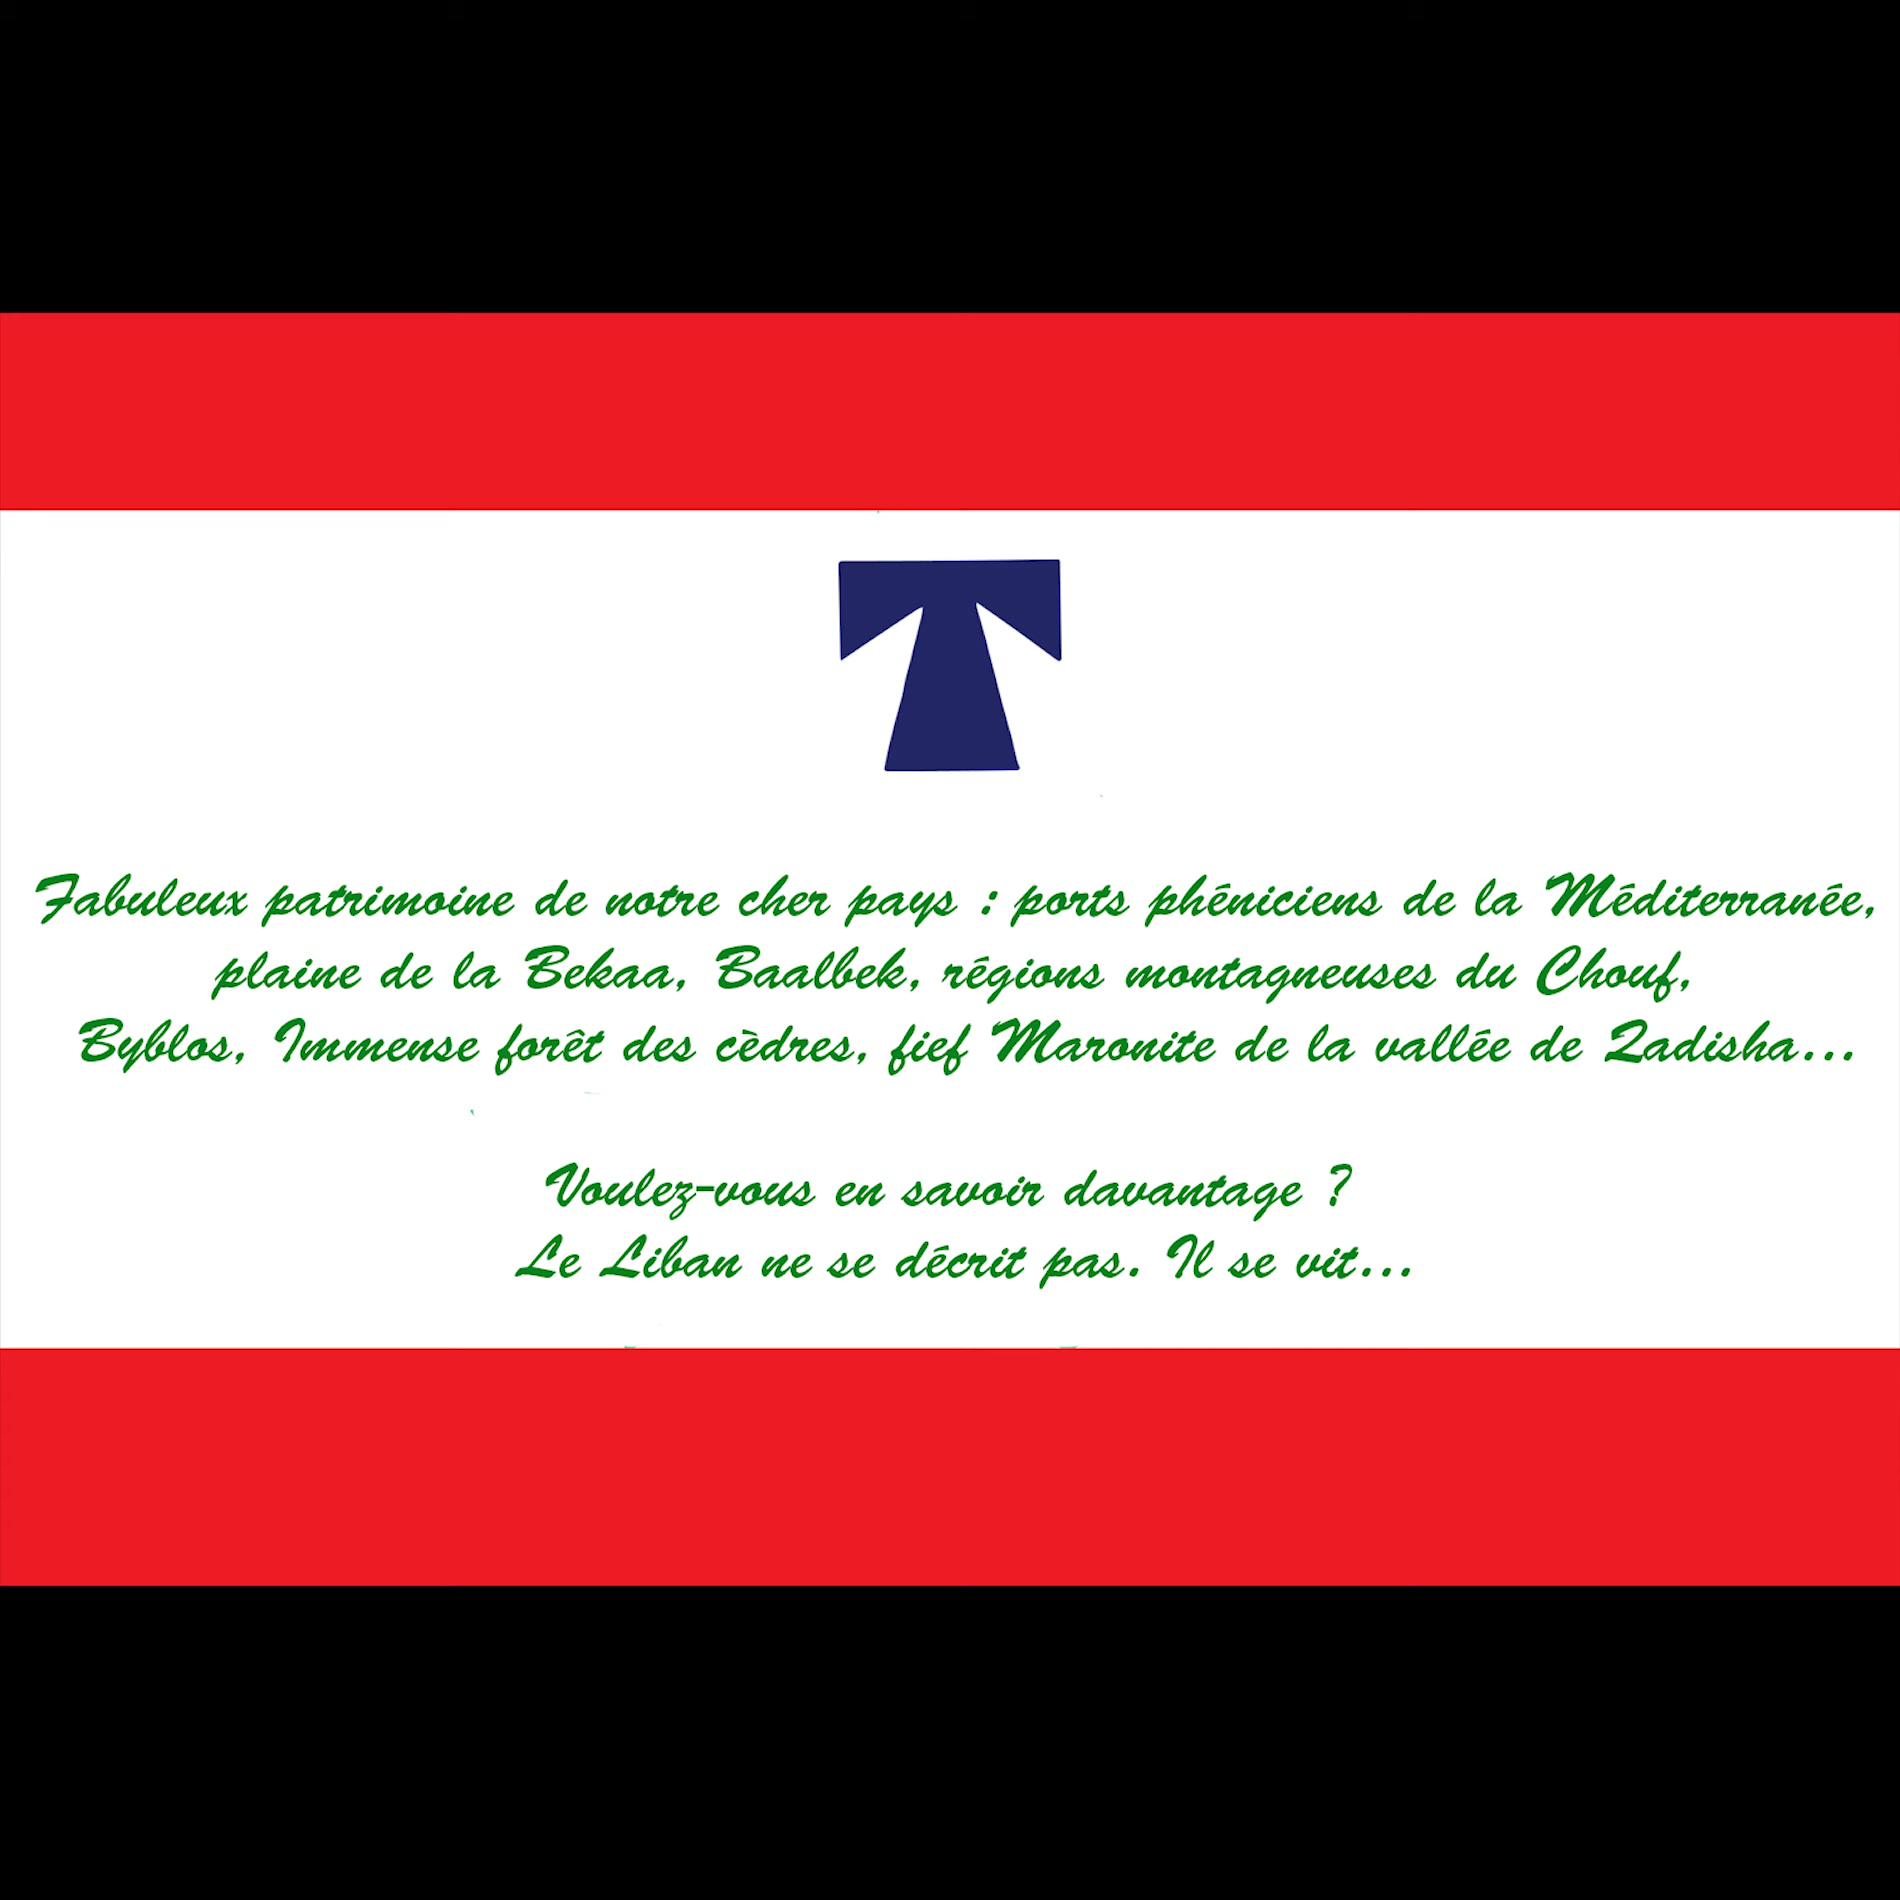 T
Fabuleux patrimoine de notre cher pays : ports phéniciens de la Méditerranée,
plaine de la Bekaa, Baalbek, régions montagneuses du Chouf,
Byblos, Immense forêt des cèdres, fief Maronite de la vallée de Qadisha...
Voulez-vous en savoir davantage ?
Le Liban ne se décrit pas. Il se vit...